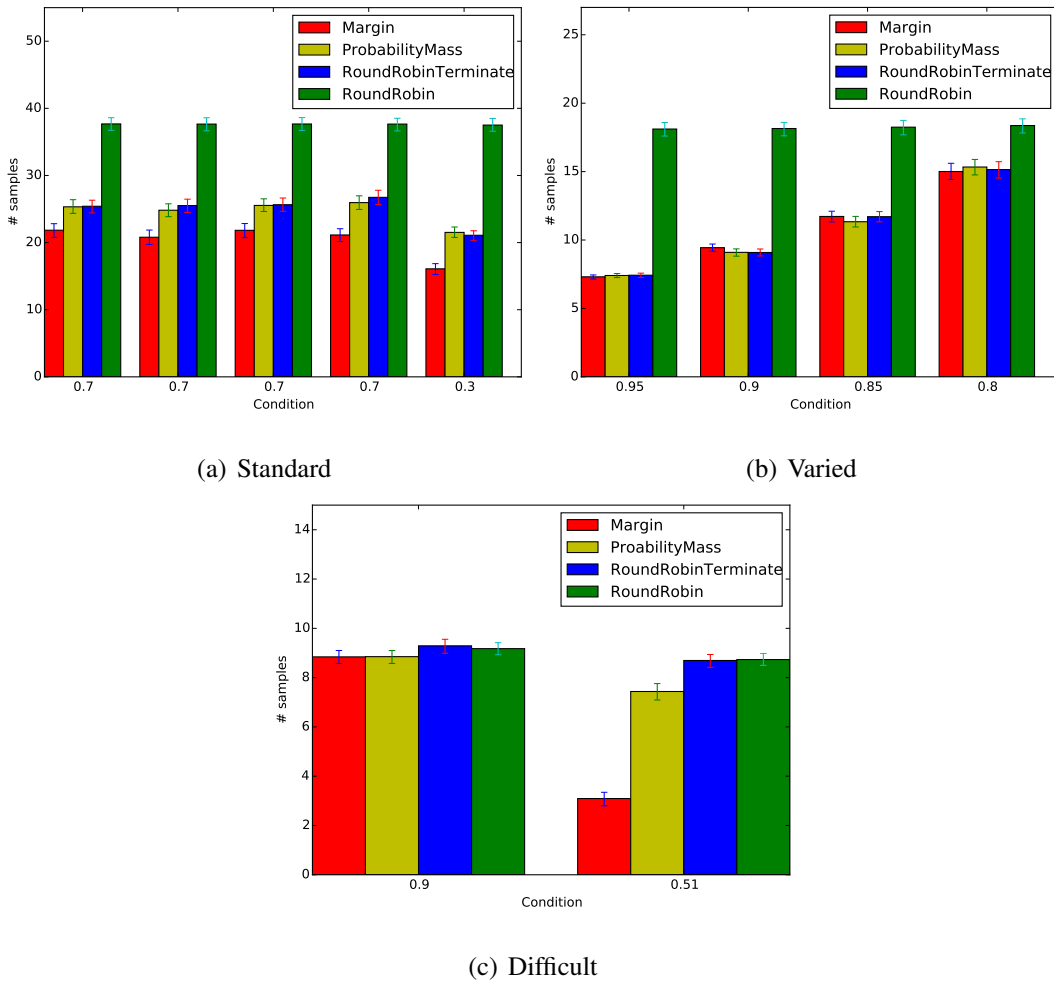 50
40
30
20
10
0
# samples
Margin
ProbabilityMass
RoundRobinTerminate
RoundRobin
0.7 0.7 0.7 0.7 0.3
Condition
(a) Standard
25
20
15
10
5
0
# samples
Margin
ProbabilityMass
RoundRobinTerminate
RoundRobin
0.95 0.9 0.85 0.8
Condition
(b) Varied
14
12
10
8
6
4
2
0
# samples
Margin
ProabilityMass
RoundRobinTerminate
RoundRobin
0.9 0.51
Condition
(c) Difficult